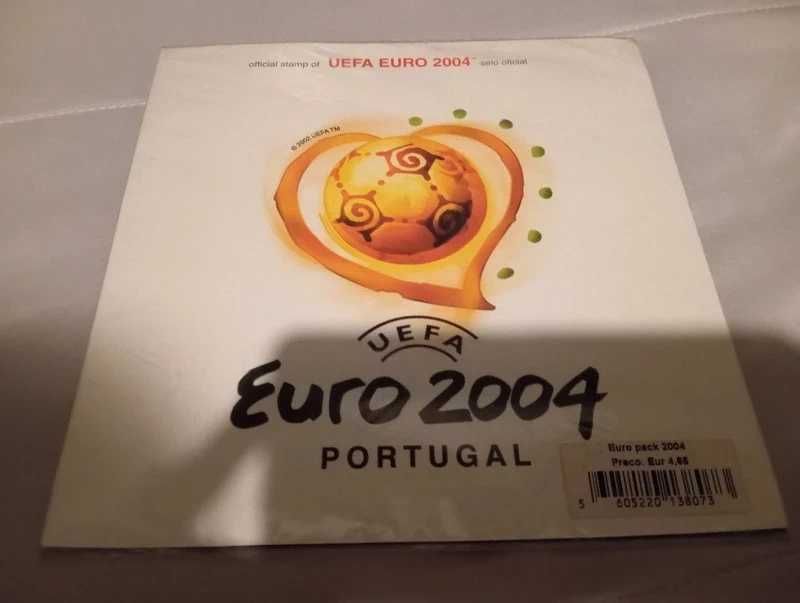 official stamp of UEFA EURO 2004™ selo oficial
© 2002 UEFA TM
UEFA
Euro 2004
PORTUGAL
Euro pack 2004
Preco: Eur 4,65
5 605220 138073